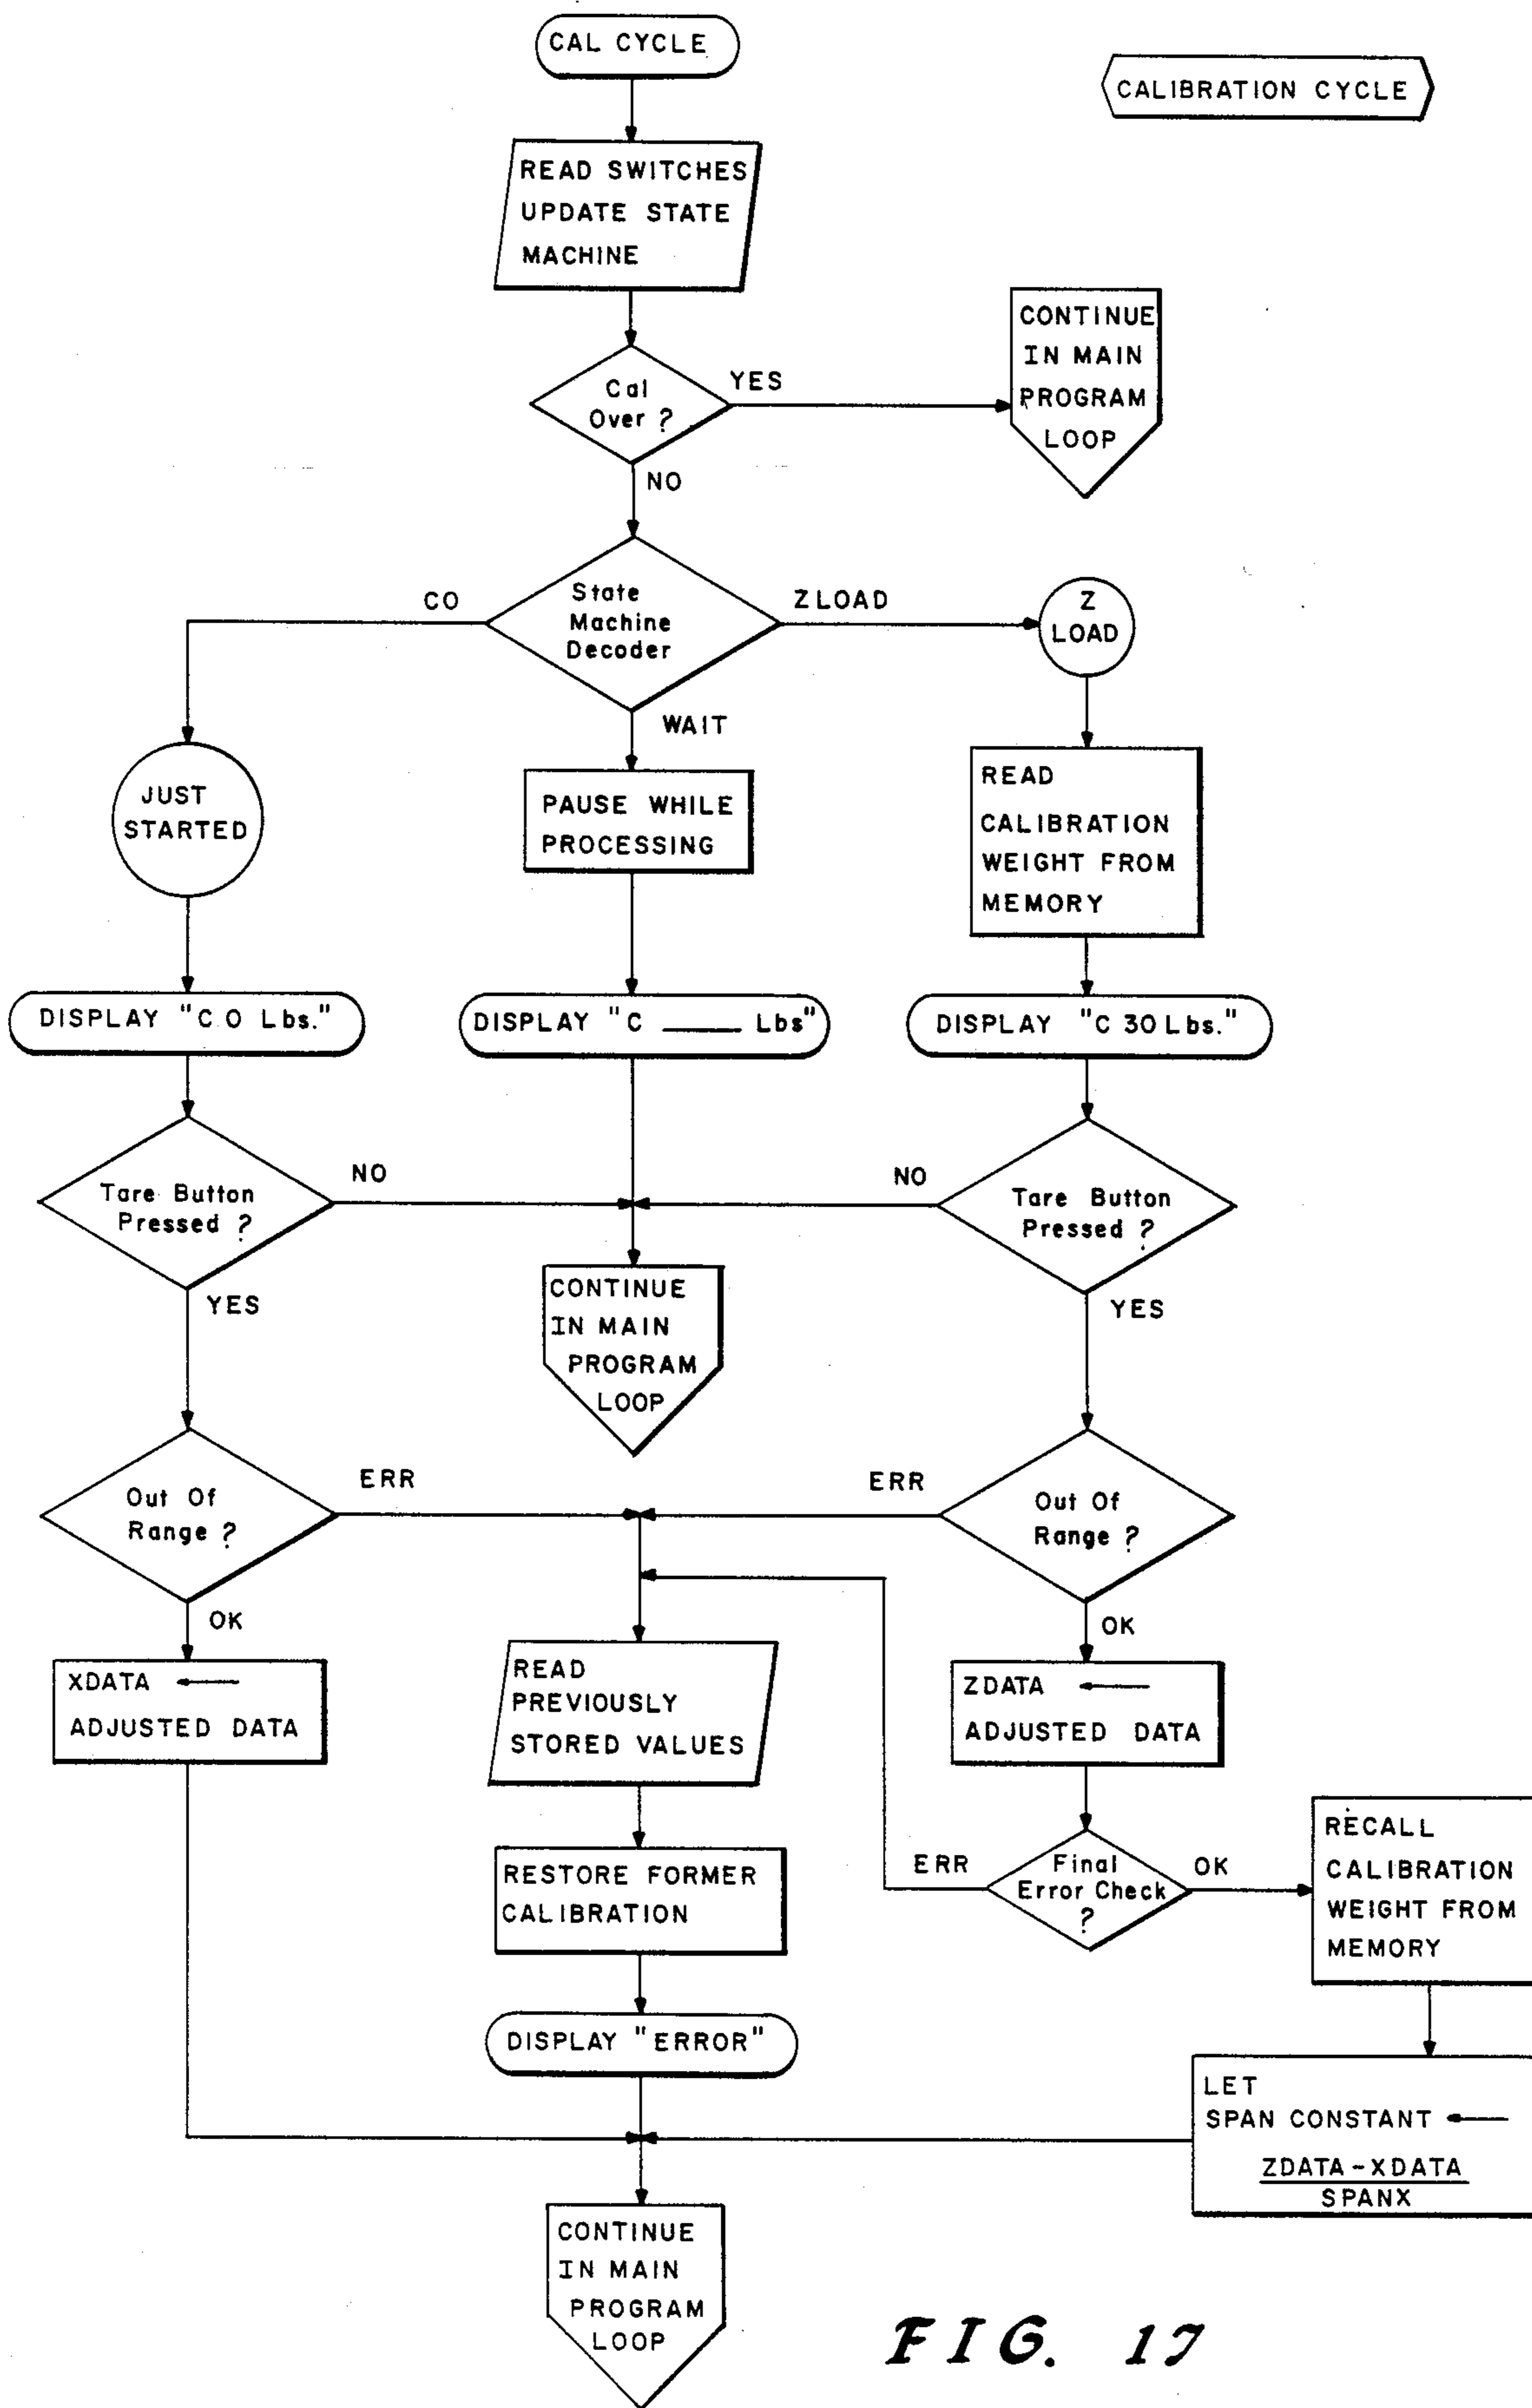 CAL CYCLE
CALIBRATION CYCLE
READ SWITCHES
UPDATE STATE
MACHINE
Cal
Over ?
YES
CONTINUE
IN MAIN
PROGRAM
LOOP
NO
State
Machine
Decoder
CO
ZLOAD
WAIT
Z
LOAD
JUST
STARTED
PAUSE WHILE
PROCESSING
READ
CALIBRATION
WEIGHT FROM
MEMORY
DISPLAY "C O Lbs."
DISPLAY "C ____ Lbs"
DISPLAY "C 30 Lbs."
Tare Button
Pressed ?
NO
YES
NO
Tare Button
Pressed ?
YES
CONTINUE
IN MAIN
PROGRAM
LOOP
Out Of
Range ?
ERR
OK
ERR
Out Of
Range ?
OK
XDATA ←
ADJUSTED DATA
READ
PREVIOUSLY
STORED VALUES
ZDATA ←
ADJUSTED DATA
RESTORE FORMER
CALIBRATION
ERR
Final
Error Check
?
OK
RECALL
CALIBRATION
WEIGHT FROM
MEMORY
DISPLAY "ERROR"
LET
SPAN CONSTANT ←
ZDATA-XDATA
SPANX
CONTINUE
IN MAIN
PROGRAM
LOOP
FIG. 17